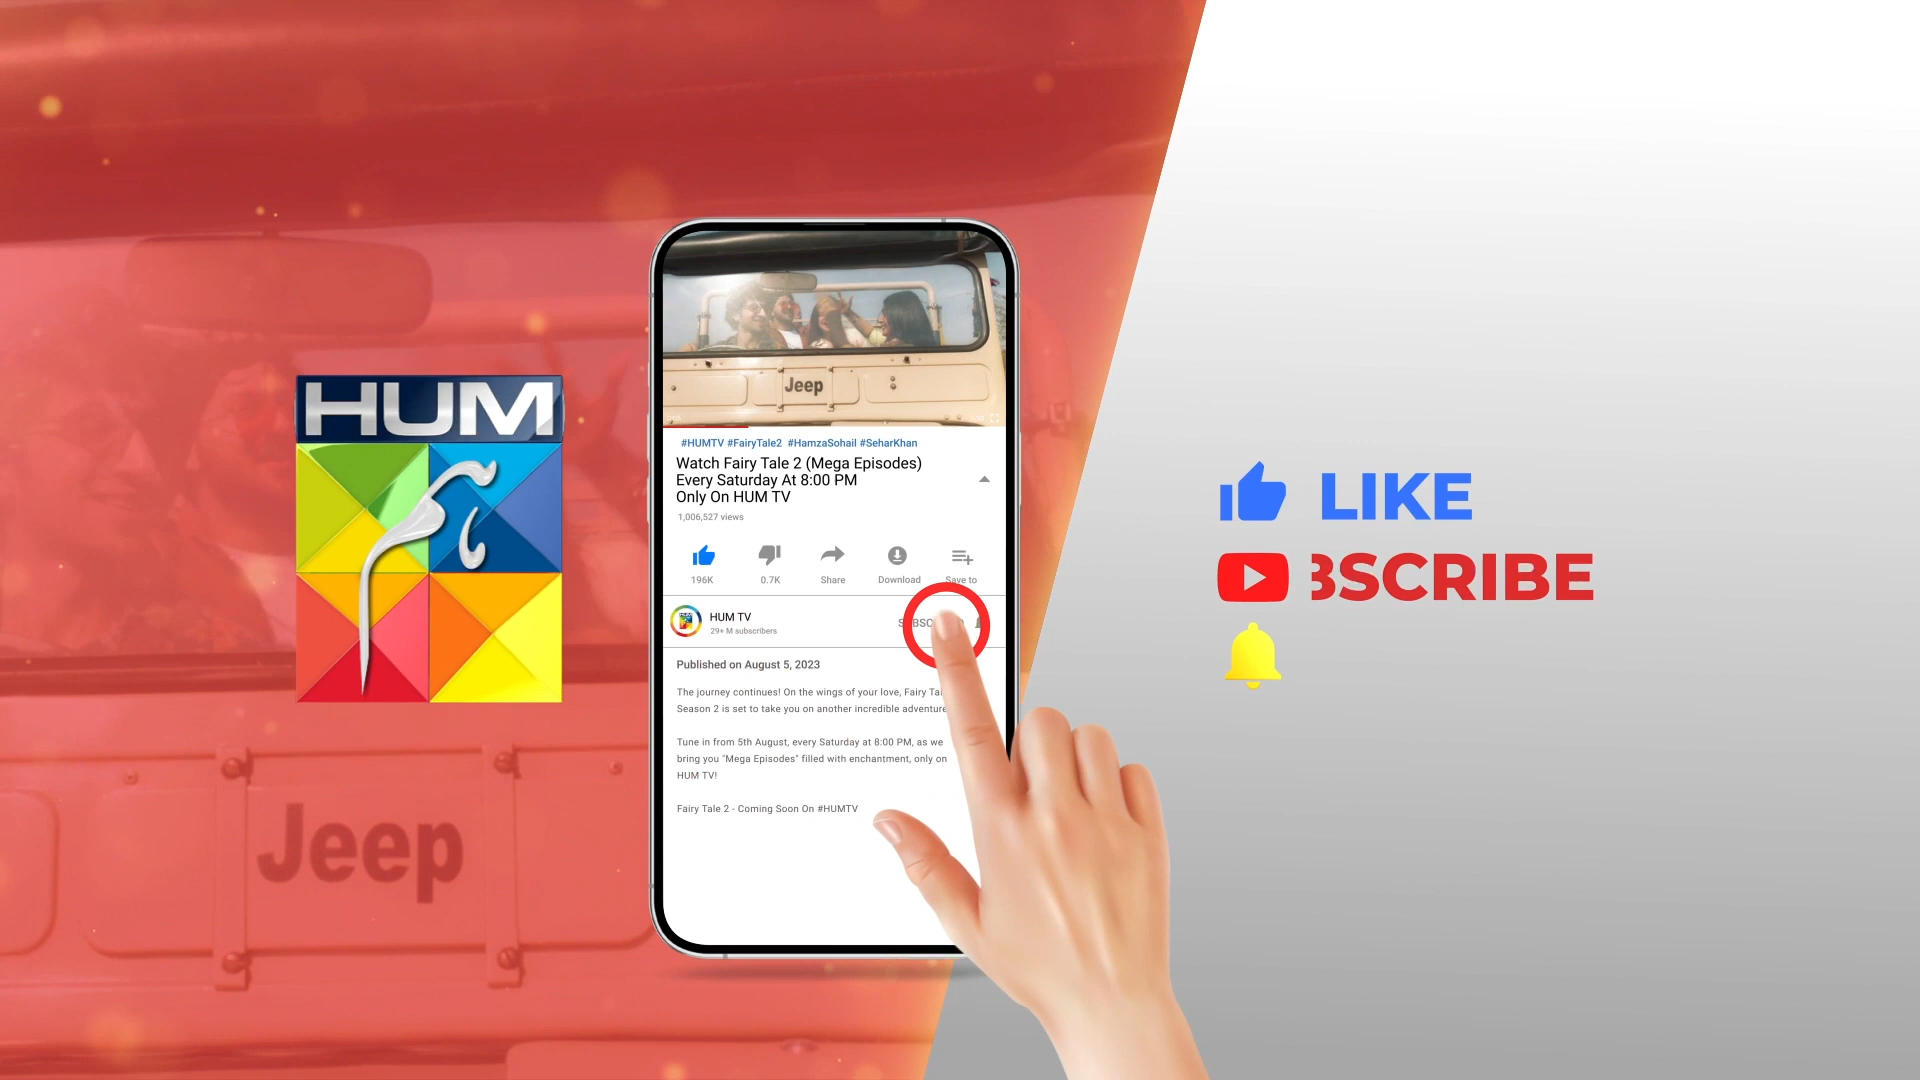 HUM
Jeep
Jeep
#HUMTV #FairyTale2 #HamzaSohail #SeharKhan
Watch Fairy Tale 2 (Mega Episodes)
Every Saturday At 8:00 PM
Only On HUM TV
1,006,527 views
196K
0.7K
Share
Download
Save to
HUM TV
29+ M subscribers
Published on August 5, 2023
The journey continues! On the wings of your love, Fairy
Season 2 is set to take you on another incredible adventure
Tune in from 5th August, every Saturday at 8:00 PM, as we
bring you "Mega Episodes" filled with enchantment, only on
HUM TV!
Fairy Tale 2 - Coming Soon On #HUMTV
LIKE
BSCRIBE